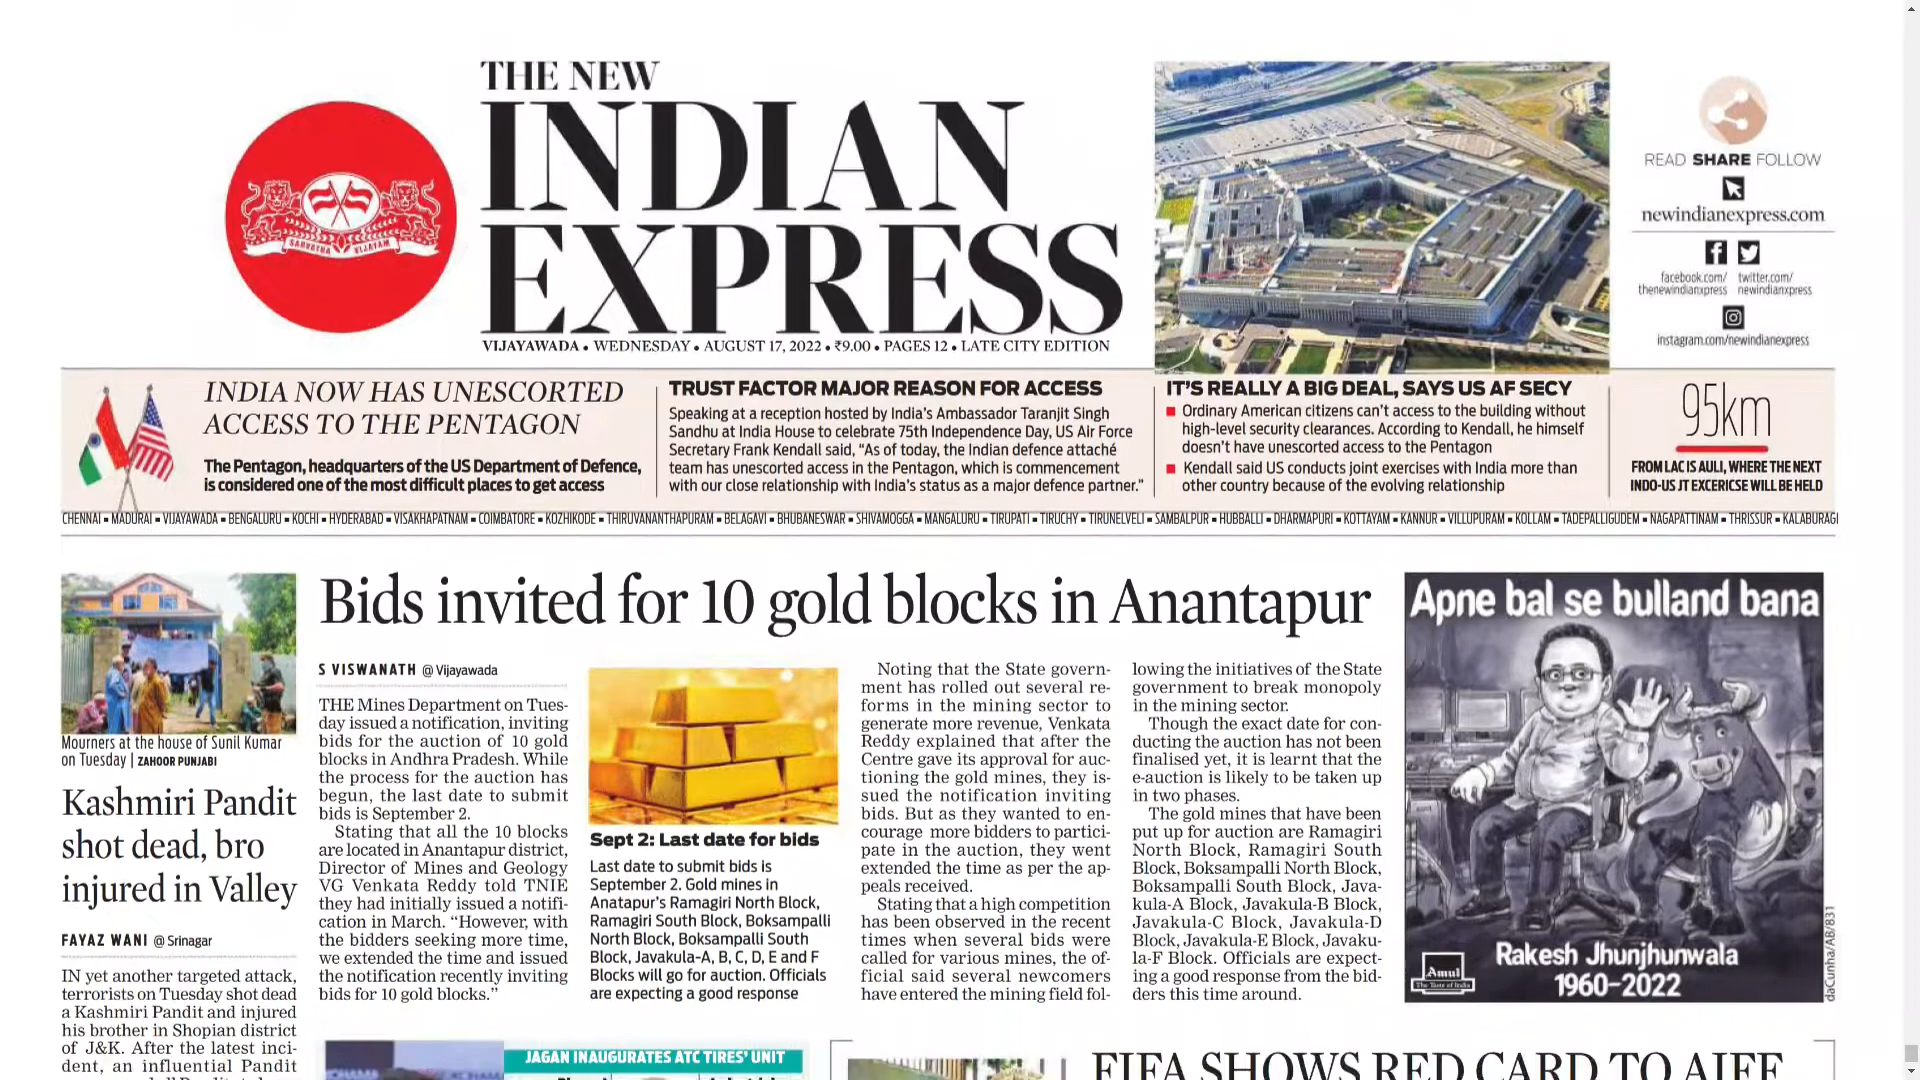 THE NEW
INDIAN
EXPRESS
SARVATRA VIJAYAM
VIJAYAWADA • WEDNESDAY • AUGUST 17, 2022 • ₹9.00 • PAGES 12 • LATE CITY EDITION
READ SHARE FOLLOW
newindianexpress.com
facebook.com/ twitter.com/
thenewindianxpress newindianxpress
instagram.com/newindianexpress
INDIA NOW HAS UNESCORTED
ACCESS TO THE PENTAGON
The Pentagon, headquarters of the US Department of Defence,
is considered one of the most difficult places to get access
TRUST FACTOR MAJOR REASON FOR ACCESS
Speaking at a reception hosted by India's Ambassador Taranjit Singh
Sandhu at India House to celebrate 75th Independence Day, US Air Force
Secretary Frank Kendall said, "As of today, the Indian defence attaché
team has unescorted access in the Pentagon, which is commencement
with our close relationship with India's status as a major defence partner."
IT'S REALLY A BIG DEAL, SAYS US AF SECY
■ Ordinary American citizens can't access to the building without
high-level security clearances. According to Kendall, he himself
doesn't have unescorted access to the Pentagon
■ Kendall said US conducts joint exercises with India more than
other country because of the evolving relationship
95km
FROM LAC IS AULI, WHERE THE NEXT
INDO-US JT EXCERICSE WILL BE HELD
CHENNAI ▪ MADURAI ▪ VIJAYAWADA ▪ BENGALURU ▪ KOCHI ▪ HYDERABAD ▪ VISAKHAPATNAM ▪ COIMBATORE ▪ KOZHIKODE ▪ THIRUVANANTHAPURAM ▪ BELAGAVI ▪ BHUBANESWAR ▪ SHIVAMOGGA ▪ MANGALURU ▪ TIRUPATI ▪ TIRUCHY ▪ TIRUNELVELI ▪ SAMBALPUR ▪ HUBBALLI ▪ DHARMAPURI ▪ KOTTAYAM ▪ KANNUR ▪ VILLUPURAM ▪ KOLLAM ▪ TADEPALLIGUDEM ▪ NAGAPATTINAM ▪ THRISSUR ▪ KALABURAGI
Mourners at the house of Sunil Kumar
on Tuesday | ZAHOOR PUNJABI
Kashmiri Pandit
shot dead, bro
injured in Valley
FAYAZ WANI @ Srinagar
IN yet another targeted attack,
terrorists on Tuesday shot dead
a Kashmiri Pandit and injured
his brother in Shopian district
of J&K. After the latest inci-
dent, an influential Pandit
Bids invited for 10 gold blocks in Anantapur
S VISWANATH @ Vijayawada
THE Mines Department on Tues-
day issued a notification, inviting
bids for the auction of 10 gold
blocks in Andhra Pradesh. While
the process for the auction has
begun, the last date to submit
bids is September 2.
Stating that all the 10 blocks
are located in Anantapur district,
Director of Mines and Geology
VG Venkata Reddy told TNIE
they had initially issued a notifi-
cation in March. "However, with
the bidders seeking more time,
we extended the time and issued
the notification recently inviting
bids for 10 gold blocks."
Sept 2: Last date for bids
Last date to submit bids is
September 2. Gold mines in
Anatapur's Ramagiri North Block,
Ramagiri South Block, Boksampalli
North Block, Boksampalli South
Block, Javakula-A, B, C, D, E and F
Blocks will go for auction. Officials
are expecting a good response
Noting that the State govern-
ment has rolled out several re-
forms in the mining sector to
generate more revenue, Venkata
Reddy explained that after the
Centre gave its approval for auc-
tioning the gold mines, they is-
sued the notification inviting
bids. But as they wanted to en-
courage more bidders to partici-
pate in the auction, they went
extended the time as per the ap-
peals received.
Stating that a high competition
has been observed in the recent
times when several bids were
called for various mines, the of-
ficial said several newcomers
have entered the mining field fol-
lowing the initiatives of the State
government to break monopoly
in the mining sector.
Though the exact date for con-
ducting the auction has not been
finalised yet, it is learnt that the
e-auction is likely to be taken up
in two phases.
The gold mines that have been
put up for auction are Ramagiri
North Block, Ramagiri South
Block, Boksampalli North Block,
Boksampalli South Block, Java-
kula-A Block, Javakula-B Block,
Javakula-C Block, Javakula-D
Block, Javakula-E Block, Javaku-
la-F Block. Officials are expect-
ing a good response from the bid-
ders this time around.
Apne bal se bulland bana
Rakesh Jhunjhunwala
1960-2022
Amul
The Taste of India
daCunha/AB/831
JAGAN INAUGURATES ATC TIRES' UNIT
FIFA SHOWS RED CARD TO AIFF